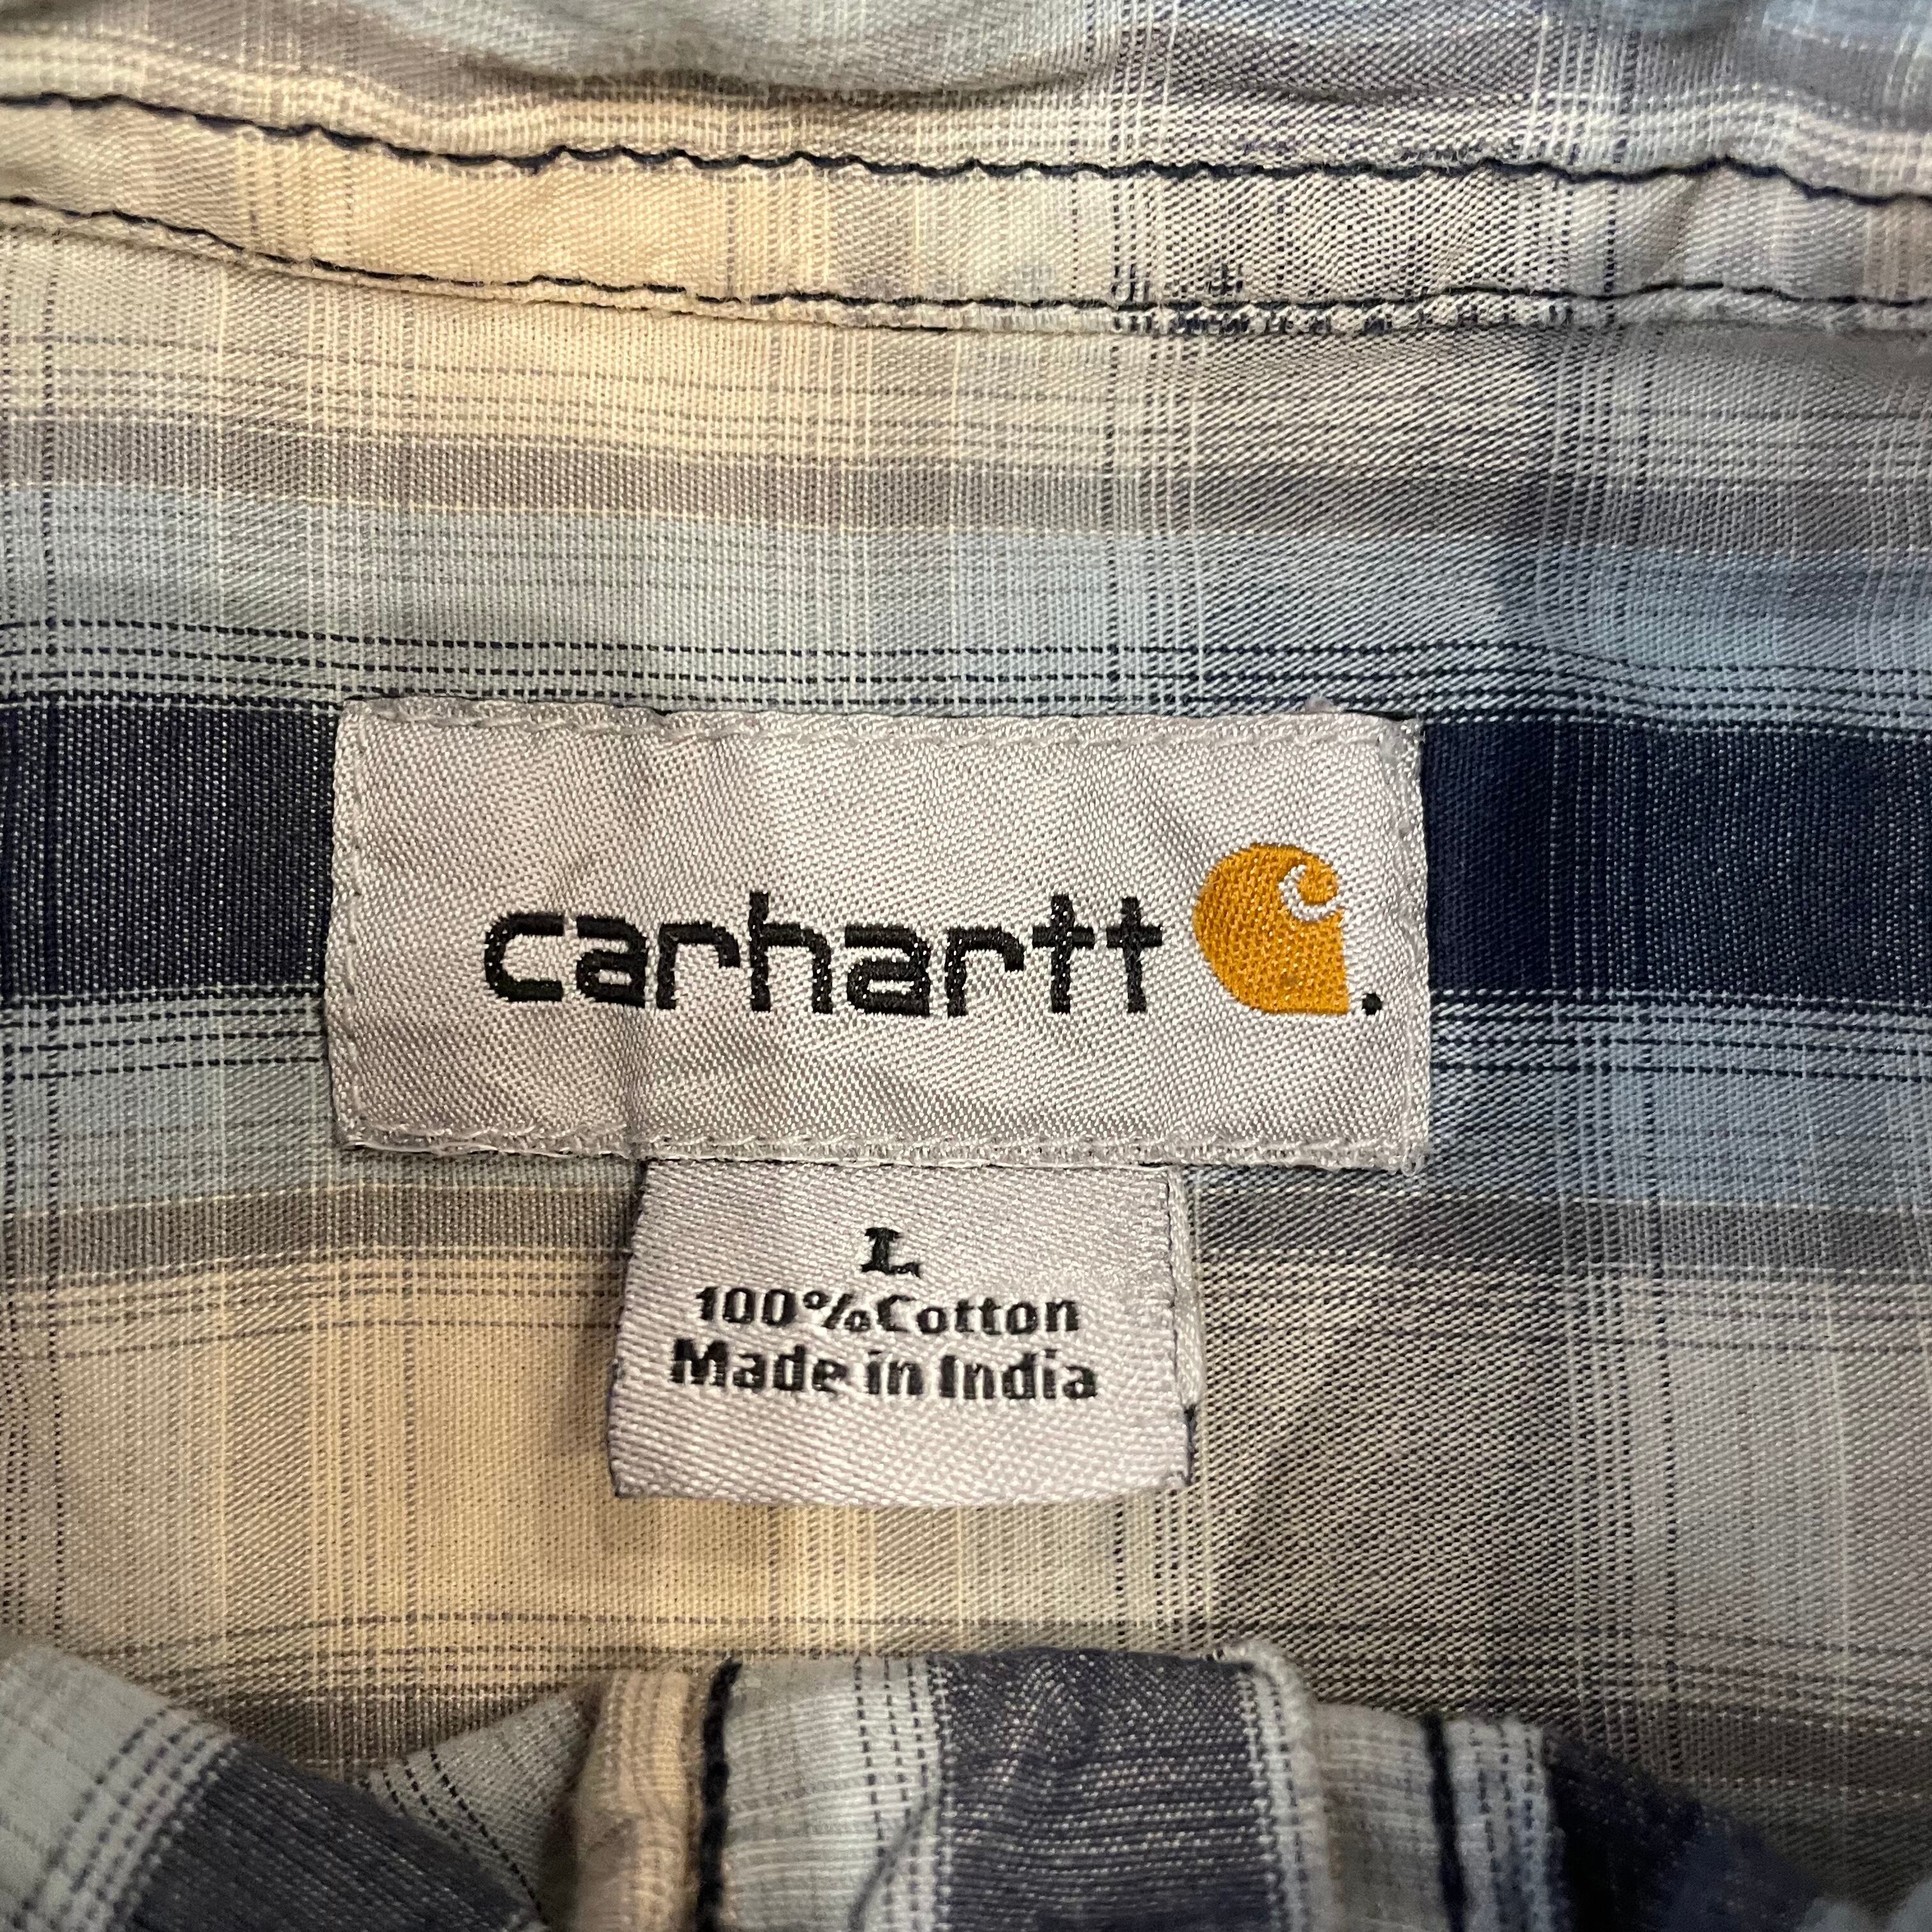 carhartt.
L
100%Cotton
Made in India